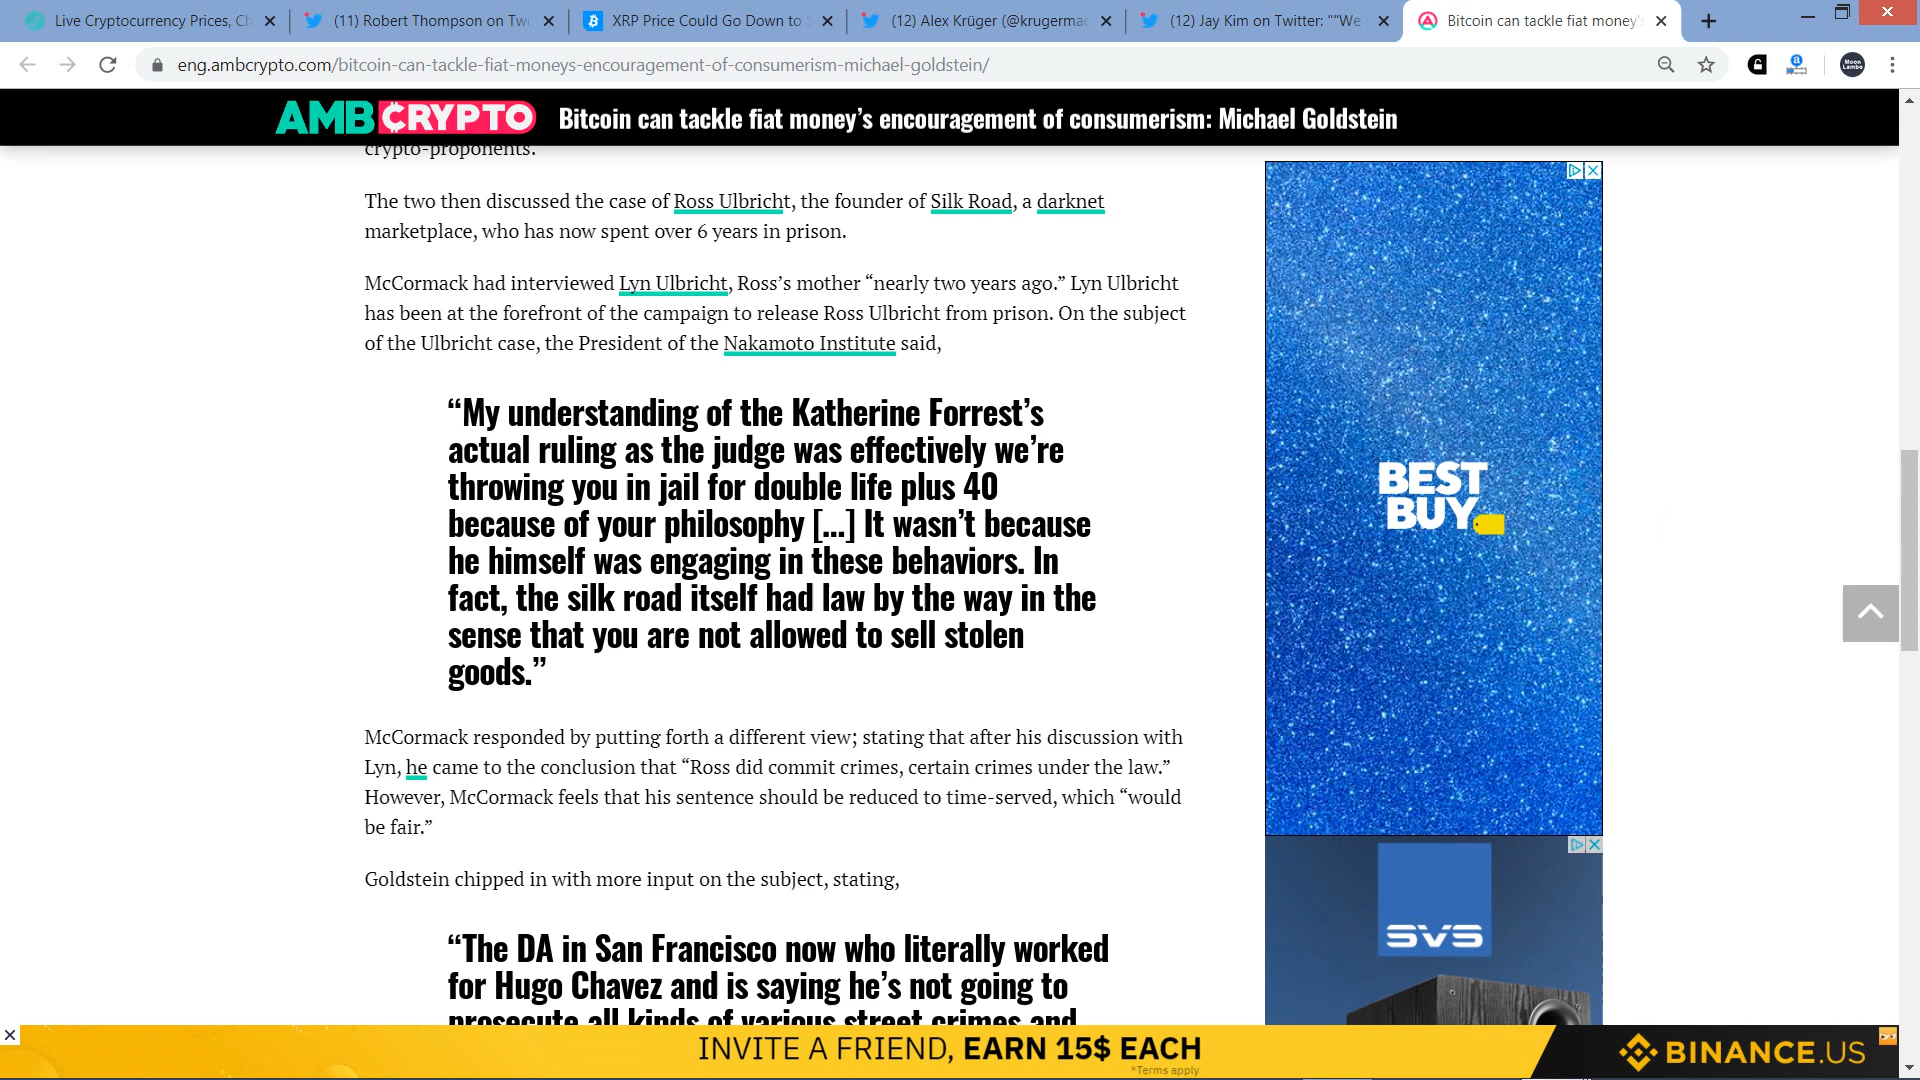 Live Cryptocurrency Prices, Ch
(11) Robert Thompson on Twi
XRP Price Could Go Down to
(12) Alex Krüger (@krugermac
(12) Jay Kim on Twitter: ""We
Bitcoin can tackle fiat money's
eng.ambcrypto.com/bitcoin-can-tackle-fiat-moneys-encouragement-of-consumerism-michael-goldstein/
Moon
Lambo
AMBCRYPTO
Bitcoin can tackle fiat money’s encouragement of consumerism: Michael Goldstein
crypto-proponents.
The two then discussed the case of Ross Ulbricht, the founder of Silk Road, a darknet
marketplace, who has now spent over 6 years in prison.
McCormack had interviewed Lyn Ulbricht, Ross’s mother “nearly two years ago.” Lyn Ulbricht
has been at the forefront of the campaign to release Ross Ulbricht from prison. On the subject
of the Ulbricht case, the President of the Nakamoto Institute said,
“My understanding of the Katherine Forrest’s
actual ruling as the judge was effectively we’re
throwing you in jail for double life plus 40
because of your philosophy [...] It wasn’t because
he himself was engaging in these behaviors. In
fact, the silk road itself had law by the way in the
sense that you are not allowed to sell stolen
goods.”
McCormack responded by putting forth a different view; stating that after his discussion with
Lyn, he came to the conclusion that “Ross did commit crimes, certain crimes under the law.”
However, McCormack feels that his sentence should be reduced to time-served, which “would
be fair.”
Goldstein chipped in with more input on the subject, stating,
“The DA in San Francisco now who literally worked
for Hugo Chavez and is saying he’s not going to
prosecute all kinds of various street crimes and
BEST
BUY
SVS
INVITE A FRIEND, EARN 15$ EACH
*Terms apply
BINANCE.US